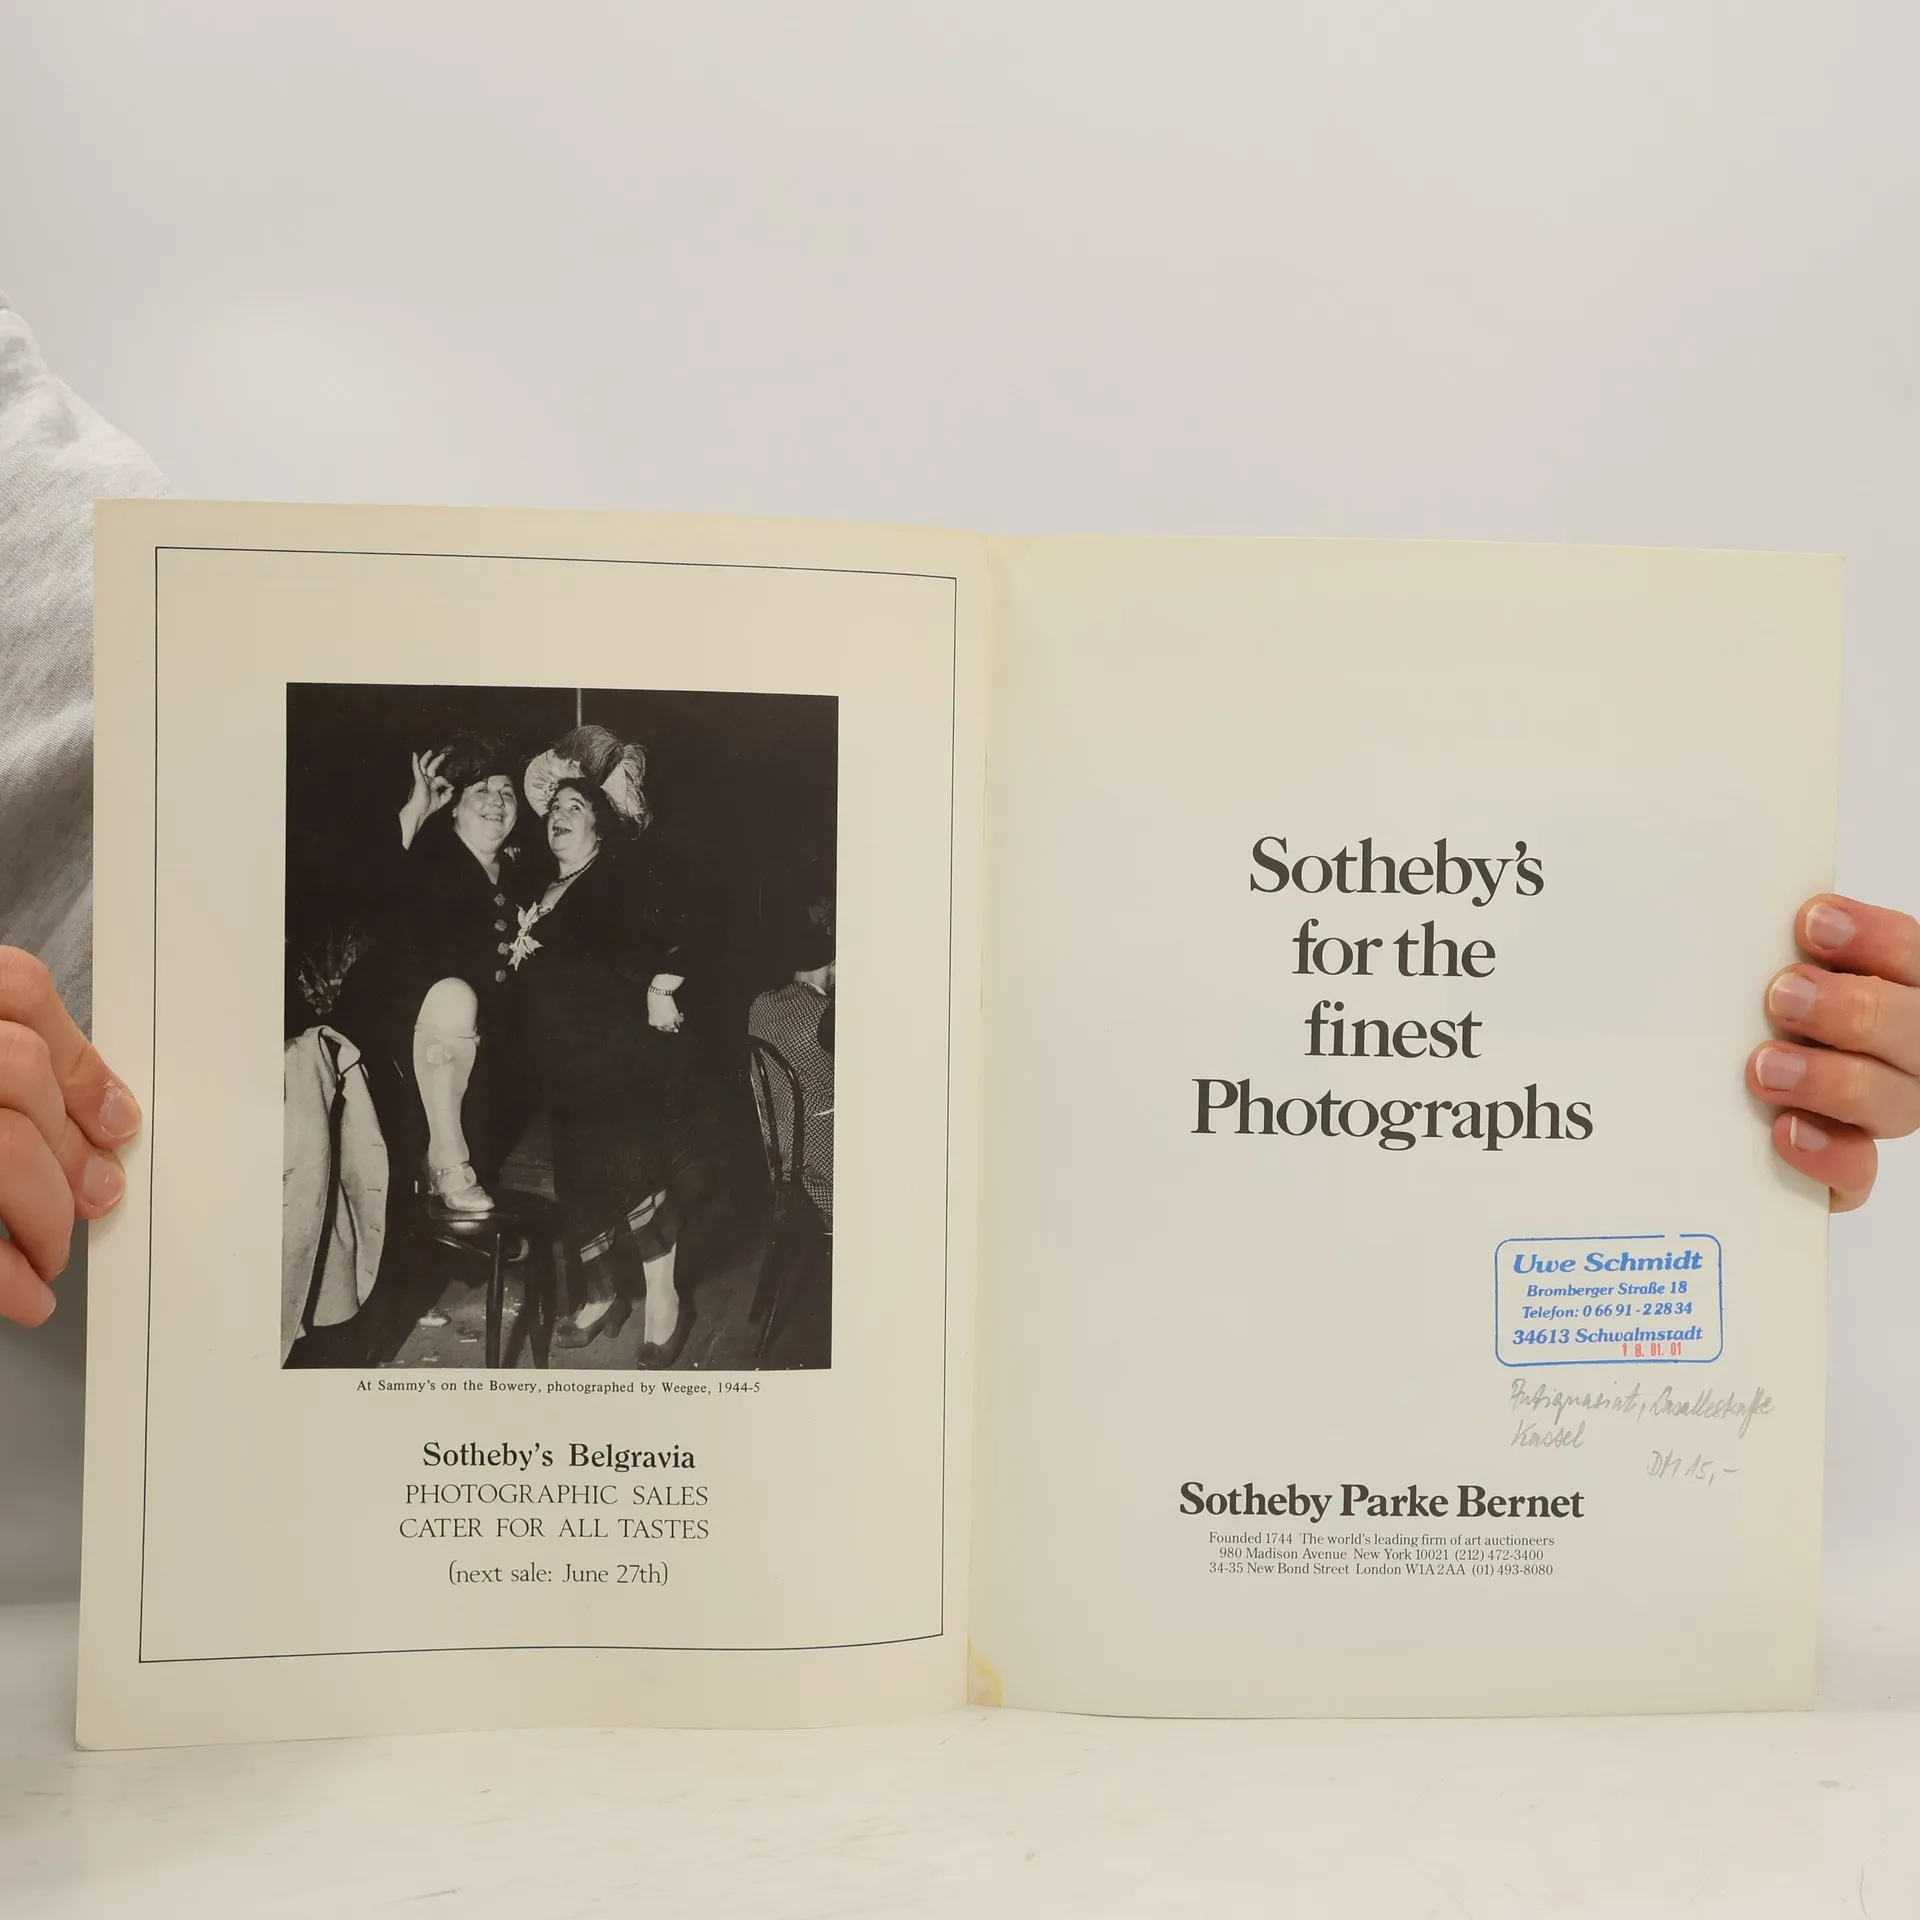 At Sammy's on the Bowery, photographed by Weegee, 1944-5
Sotheby's Belgravia
PHOTOGRAPHIC SALES
CATER FOR ALL TASTES
(next sale: June 27th)
Sotheby's
for the
finest
Photographs
Uwe Schmidt
Bromberger Straße 18
Telefon: 0 66 91 - 2 28 34
34613 Schwalmstadt
18. 01. 01
Antiquariat,
Kassel
DM 15,-
Sotheby Parke Bernet
Founded 1744 The world's leading firm of art auctioneers
980 Madison Avenue New York 10021 (212) 472-3400
34-35 New Bond Street London W1A 2AA (01) 493-8080